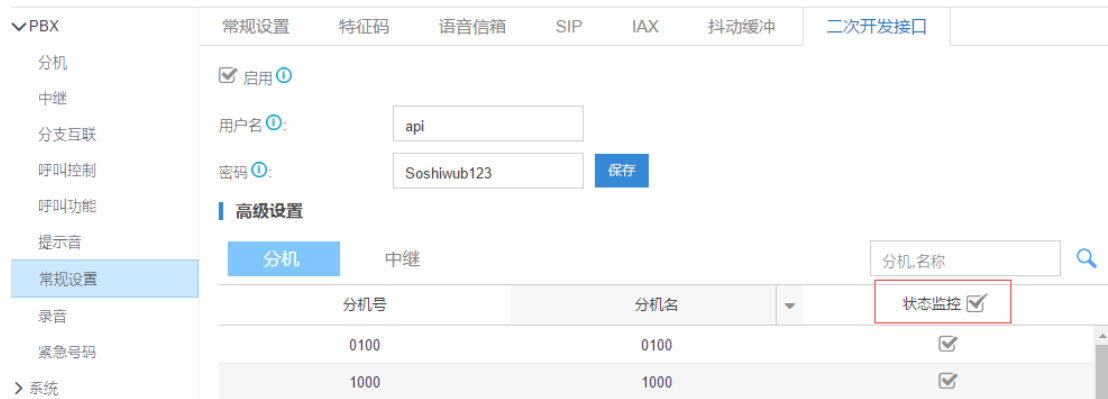 PBX
分机
中继
分支互联
呼叫控制
呼叫功能
提示音
常规设置
录音
紧急号码
系统
常规设置 特征码 语音信箱 SIP IAX 抖动缓冲 二次开发接口
启用
用户名: api
密码: Soshiwub123 保存
高级设置
分机 中继 分机,名称
分机号 分机名 状态监控
0100 0100
1000 1000